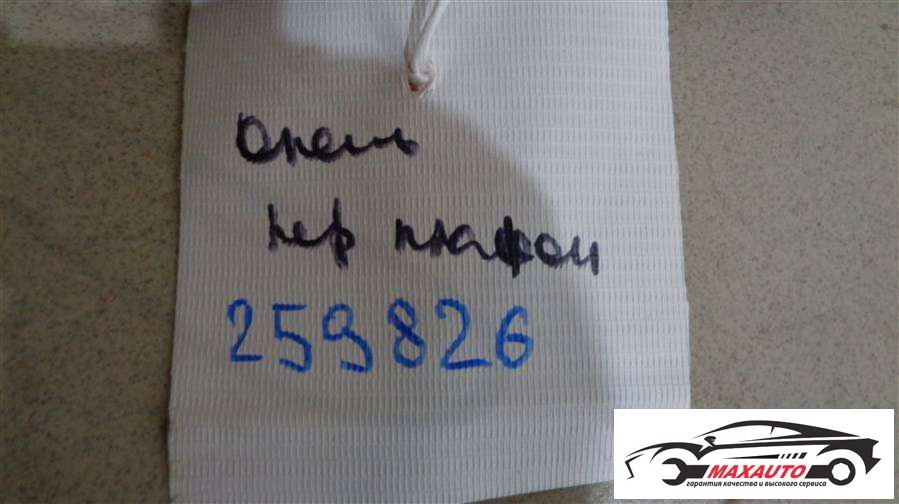 Опель
пер плафон
259826
MAXAUTO
гарантия качества и высокого сервиса